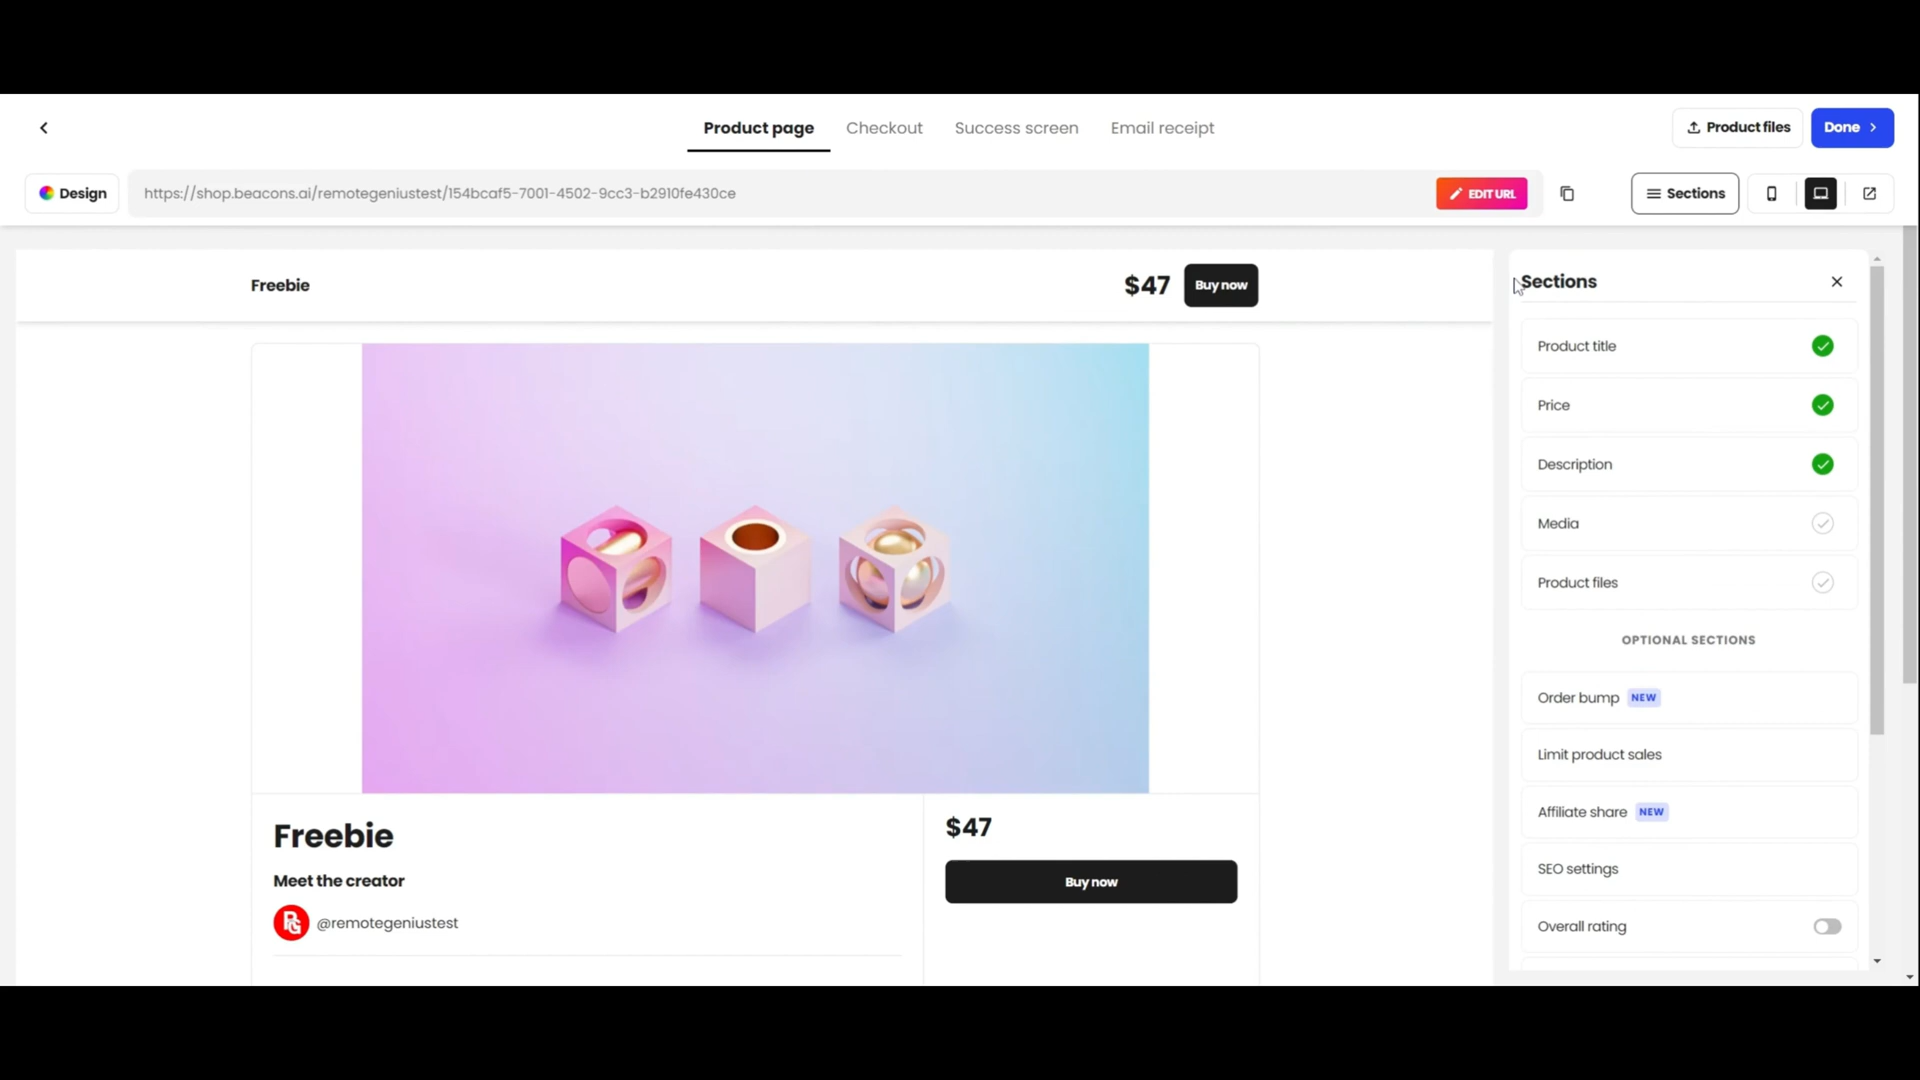 Product page Checkout Success screen Email receipt
Product files
Done
Design
https://shop.beacons.ai/remotegeniustest/154bcaf5-7001-4502-9cc3-b2910fe430ce
EDIT URL
Sections
Freebie
$47
Buy now
Freebie
Meet the creator
@remotegeniustest
$47
Buy now
Sections
Product title
Price
Description
Media
Product files
OPTIONAL SECTIONS
Order bump NEW
Limit product sales
Affiliate share NEW
SEO settings
Overall rating